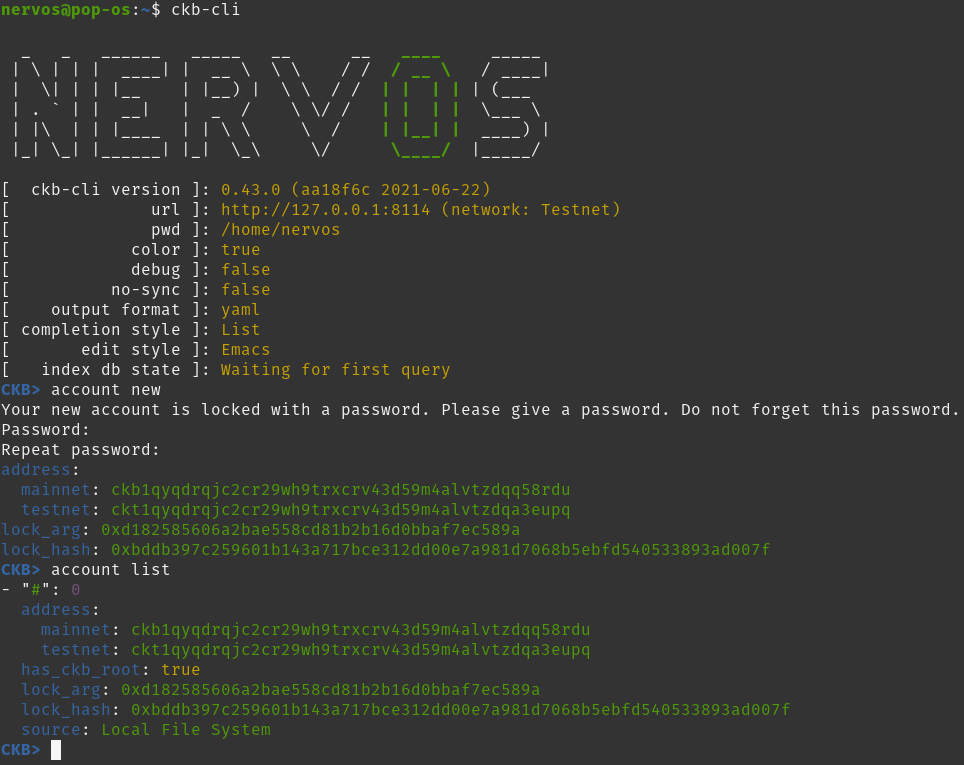 nervos@pop-os:~$ ckb-cli
NERVOS
[  ckb-cli version ]: 0.43.0 (aa18f6c 2021-06-22)
[              url ]: http://127.0.0.1:8114 (network: Testnet)
[              pwd ]: /home/nervos
[            color ]: true
[            debug ]: false
[          no-sync ]: false
[    output format ]: yaml
[ completion style ]: List
[       edit style ]: Emacs
[   index db state ]: Waiting for first query
CKB> account new
Your new account is locked with a password. Please give a password. Do not forget this password.
Password:
Repeat password:
address:
  mainnet: ckb1qyqdrqjc2cr29wh9trxcrv43d59m4alvtzdqq58rdu
  testnet: ckt1qyqdrqjc2cr29wh9trxcrv43d59m4alvtzdqa3eupq
lock_arg: 0xd182585606a2bae558cd81b2b16d0bbaf7ec589a
lock_hash: 0xbddb397c259601b143a717bce312dd00e7a981d7068b5ebfd540533893ad007f
CKB> account list
- "#": 0
  address:
    mainnet: ckb1qyqdrqjc2cr29wh9trxcrv43d59m4alvtzdqq58rdu
    testnet: ckt1qyqdrqjc2cr29wh9trxcrv43d59m4alvtzdqa3eupq
  has_ckb_root: true
  lock_arg: 0xd182585606a2bae558cd81b2b16d0bbaf7ec589a
  lock_hash: 0xbddb397c259601b143a717bce312dd00e7a981d7068b5ebfd540533893ad007f
  source: Local File System
CKB>